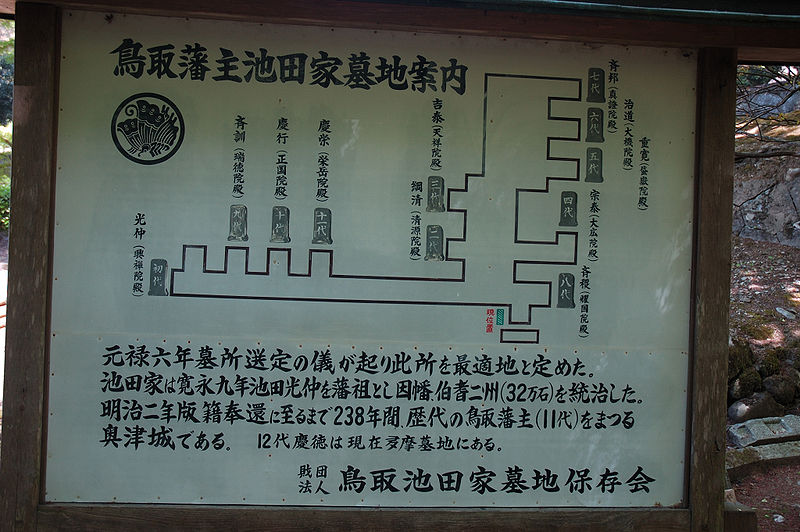 鳥取藩主池田家墓地案内
斉邦(真證院殿)
七代
治道(大機院殿)
六代
重寛(岱嶽院殿)
五代
宗泰(大広院殿)
四代
斉稷(耀国院殿)
八代
吉泰(天祥院殿)
三代
綱清(清源院殿)
二代
慶栄(栄岳院殿)
十一代
慶行(正国院殿)
十代
斉訓(瑞徳院殿)
九代
光仲(興禅院殿)
初代
現位置
元禄六年墓所選定の儀が起り此所を最適地と定めた。
池田家は寛永九年池田光仲を藩祖とし因幡、伯耆二州(32万石)を統治した。
明治二年版籍奉還に至るまで238年間、歴代の鳥取藩主(11代)をまつる
奥津城である。 12代慶徳は現在多摩墓地にある。
財団法人 鳥取池田家墓地保存会